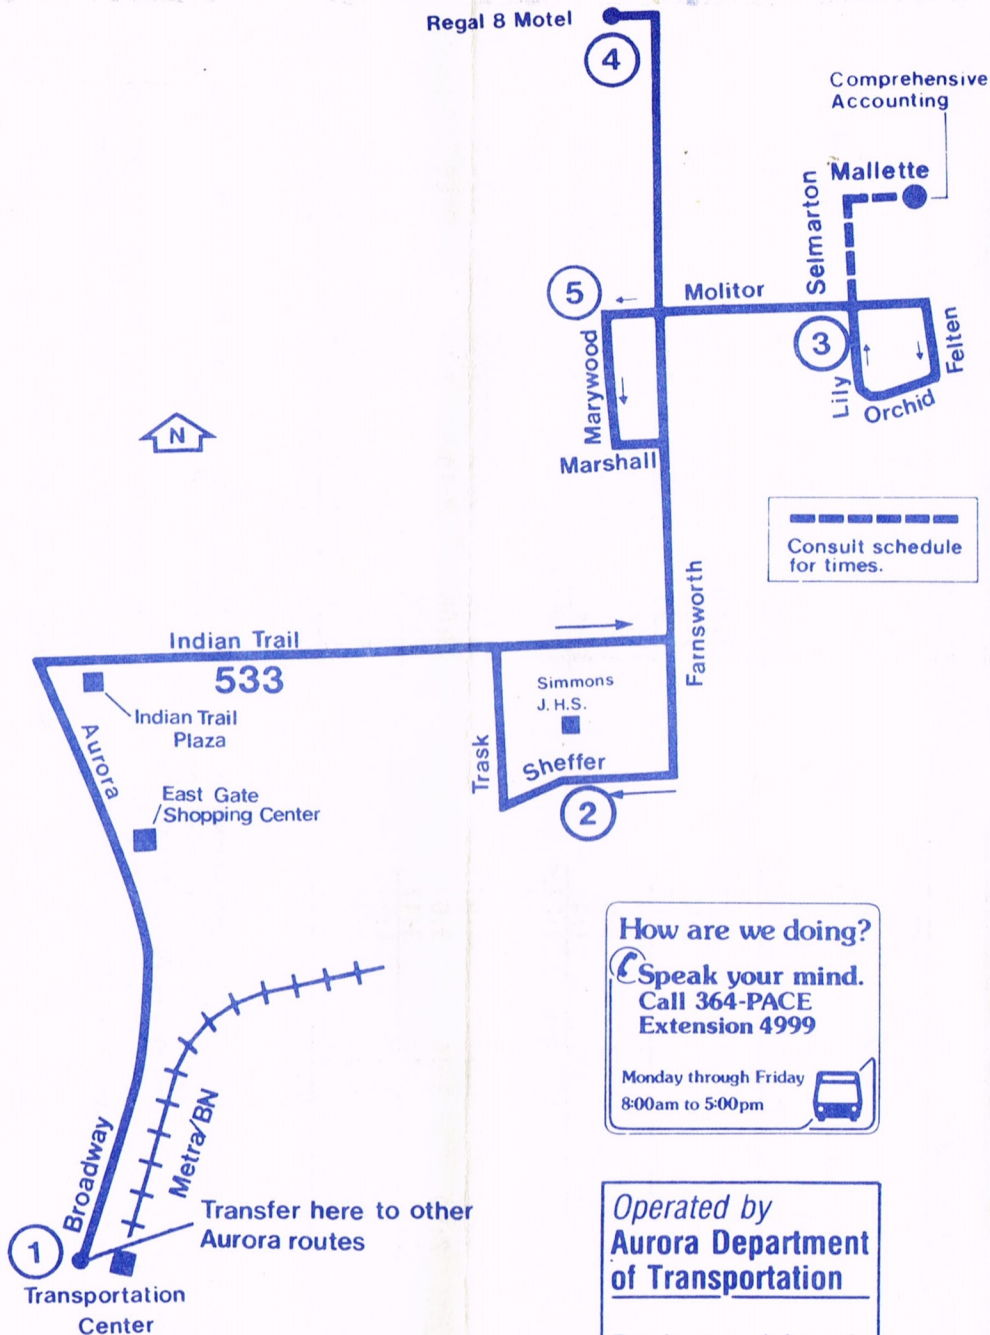 Regal 8 Motel
4
Comprehensive
Accounting
Mallette
Selmarton
5
←
Molitor
3
Felten
Marywood
Lily
Orchid
N
Marshall
Consuit schedule
for times.
Farnsworth
Indian Trail
533
Simmons
J.H.S.
Indian Trail
Plaza
Aurora
Trask
Sheffer
East Gate
Shopping Center
2
How are we doing?
Speak your mind.
Call 364-PACE
Extension 4999
Monday through Friday
8:00am to 5:00pm
Metra/BN
Broadway
Transfer here to other
Aurora routes
1
Transportation
Center
Operated by
Aurora Department
of Transportation